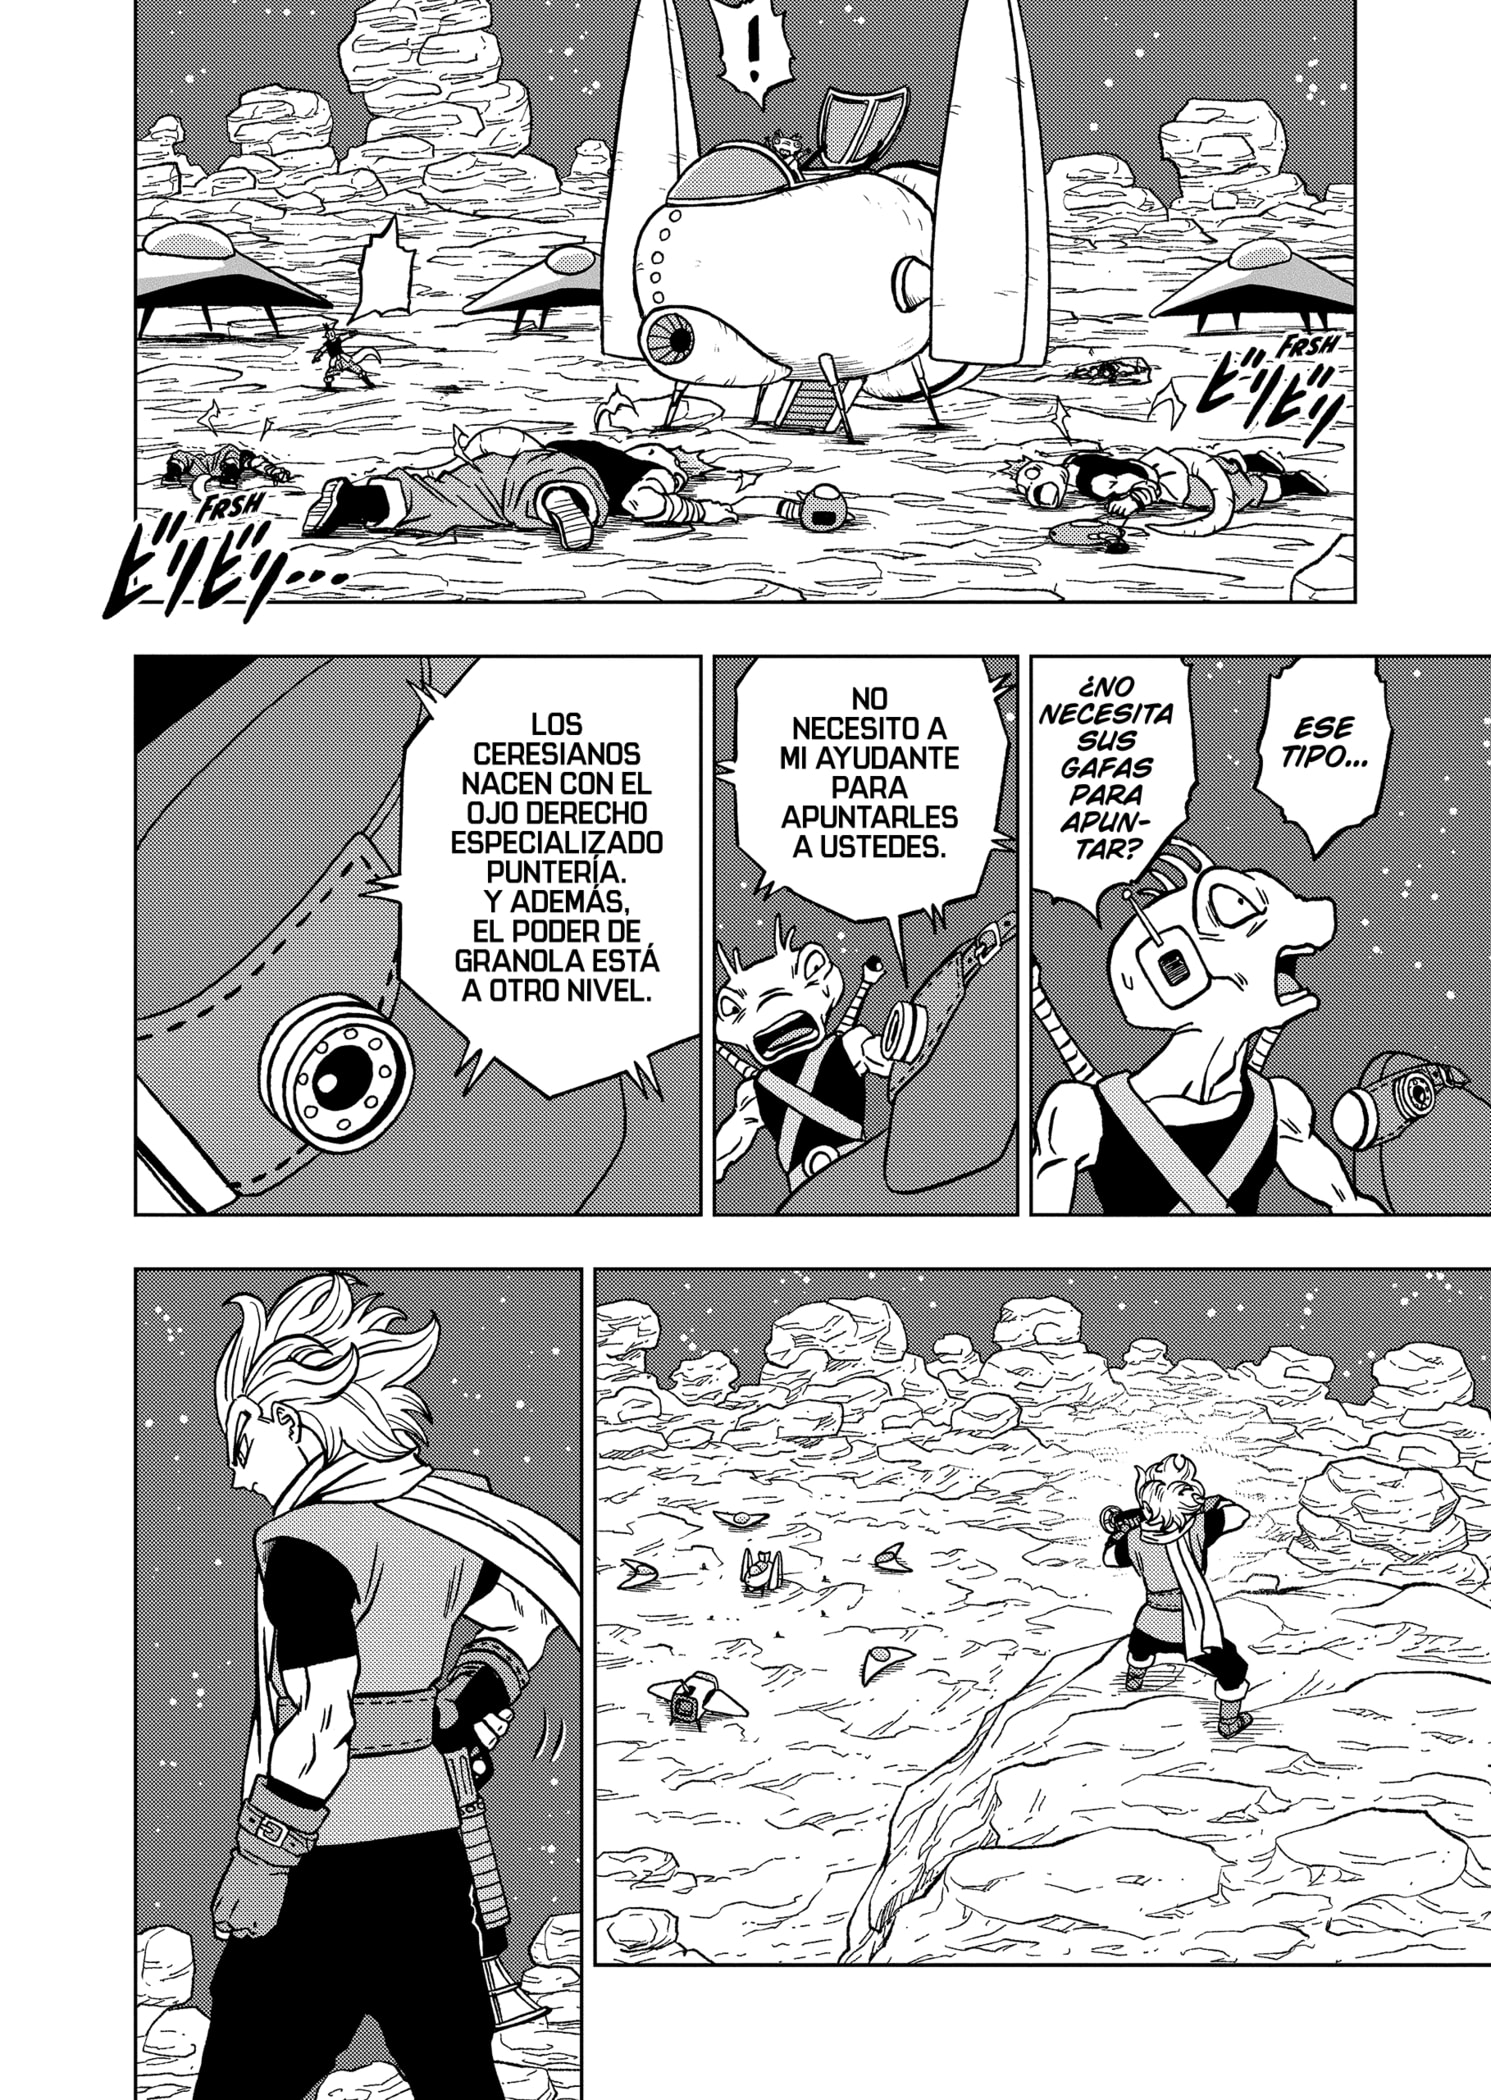 !
FRSH
ビリビリ
FRSH
ビリビリ...
ESE
TIPO...
¿NO
NECESITA
SUS
GAFAS
PARA
APUN-
TAR?
NO
NECESITO A
MI AYUDANTE
PARA
APUNTARLES
A USTEDES.
LOS
CERESIANOS
NACEN CON EL
OJO DERECHO
ESPECIALIZADO
PUNTERÍA.
Y ADEMÁS,
EL PODER DE
GRANOLA ESTÁ
A OTRO NIVEL.